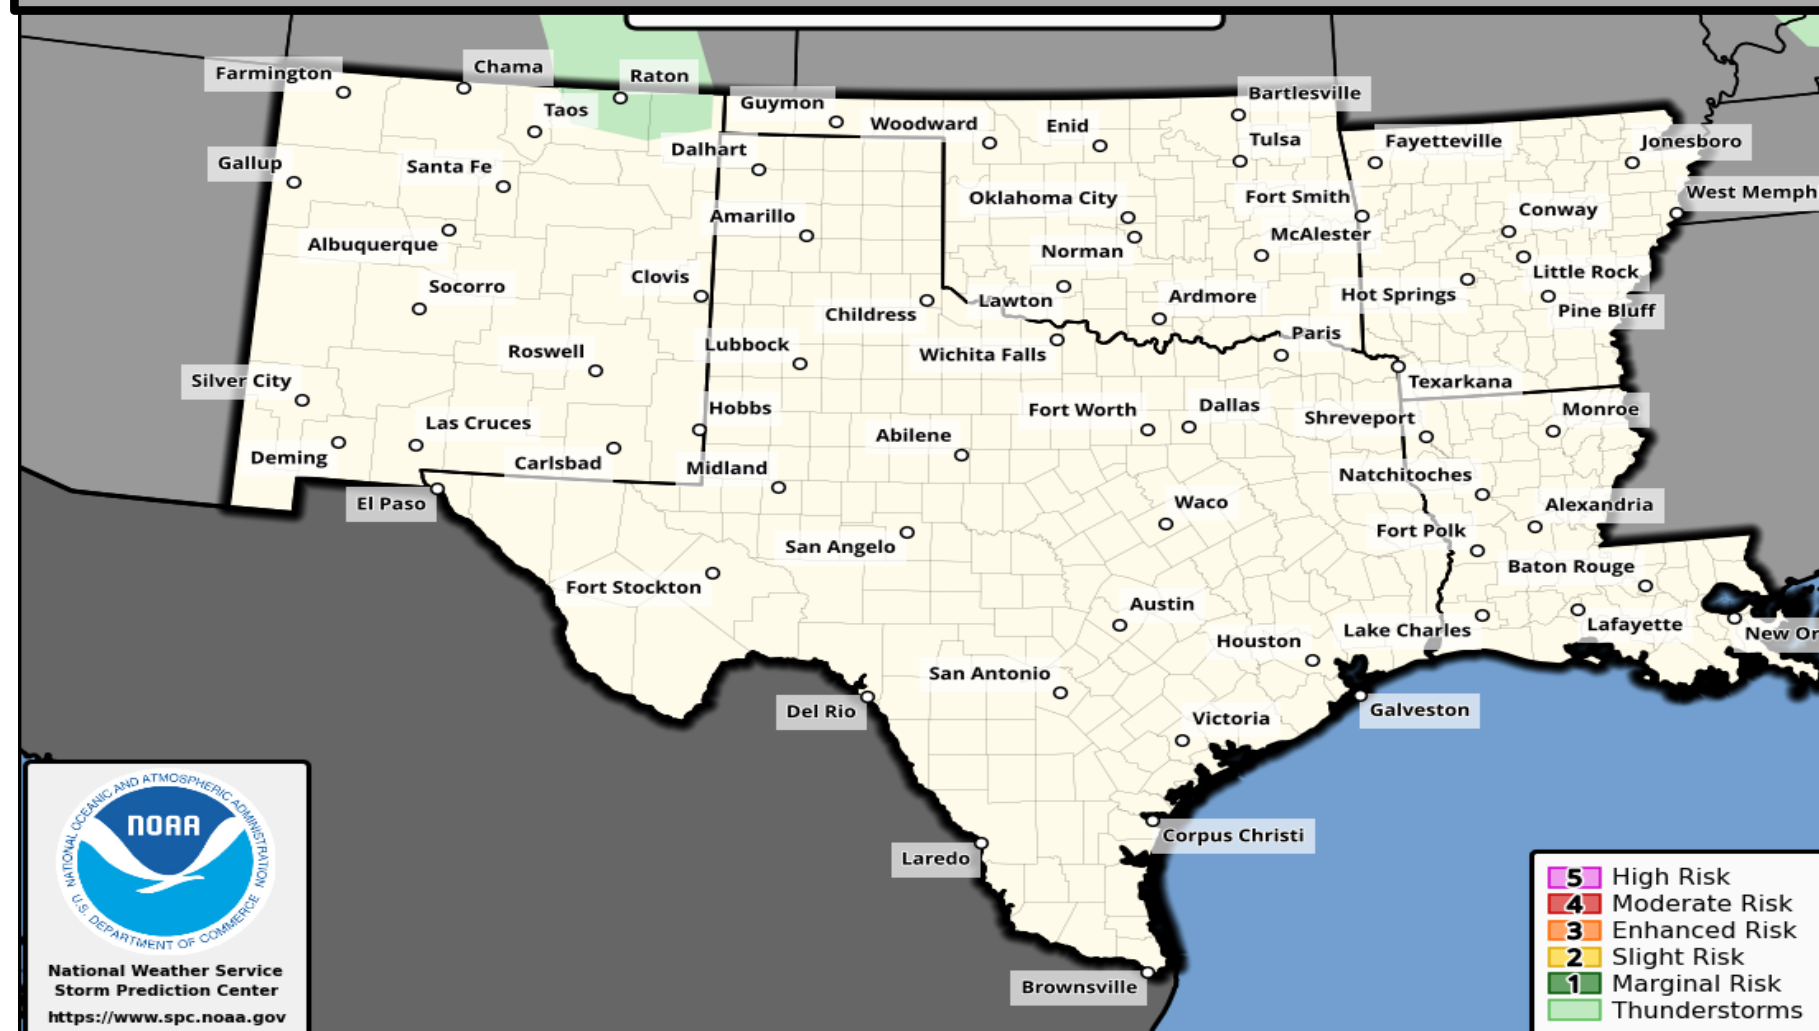 Farmington
Chama
Raton
Taos
Guymon
Woodward
Enid
Bartlesville
Tulsa
Fayetteville
Jonesboro
Gallup
Santa Fe
Dalhart
Oklahoma City
Fort Smith
Conway
West Memph
Amarillo
Albuquerque
Norman
McAlester
Socorro
Clovis
Lawton
Ardmore
Hot Springs
Little Rock
Childress
Pine Bluff
Roswell
Lubbock
Wichita Falls
Paris
Silver City
Texarkana
Las Cruces
Hobbs
Fort Worth
Dallas
Shreveport
Monroe
Abilene
Deming
Carlsbad
Midland
Natchitoches
El Paso
Waco
Alexandria
San Angelo
Fort Polk
Fort Stockton
Baton Rouge
Austin
Houston
Lake Charles
Lafayette
New Or
San Antonio
Del Rio
Victoria
Galveston
Corpus Christi
Laredo
Brownsville
NATIONAL OCEANIC AND ATMOSPHERIC ADMINISTRATION
NOAA
U.S. DEPARTMENT OF COMMERCE
National Weather Service
Storm Prediction Center
https://www.spc.noaa.gov
5 High Risk
4 Moderate Risk
3 Enhanced Risk
2 Slight Risk
1 Marginal Risk
Thunderstorms